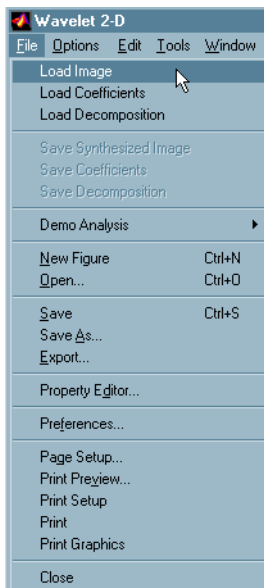 Wavelet 2-D
File Options Edit Tools Window
Load Image
Load Coefficients
Load Decomposition
Save Synthesized Image
Save Coefficients
Save Decomposition
Demo Analysis
New Figure Ctrl+N
Open... Ctrl+O
Save Ctrl+S
Save As...
Export...
Property Editor...
Preferences...
Page Setup...
Print Preview...
Print Setup
Print
Print Graphics
Close